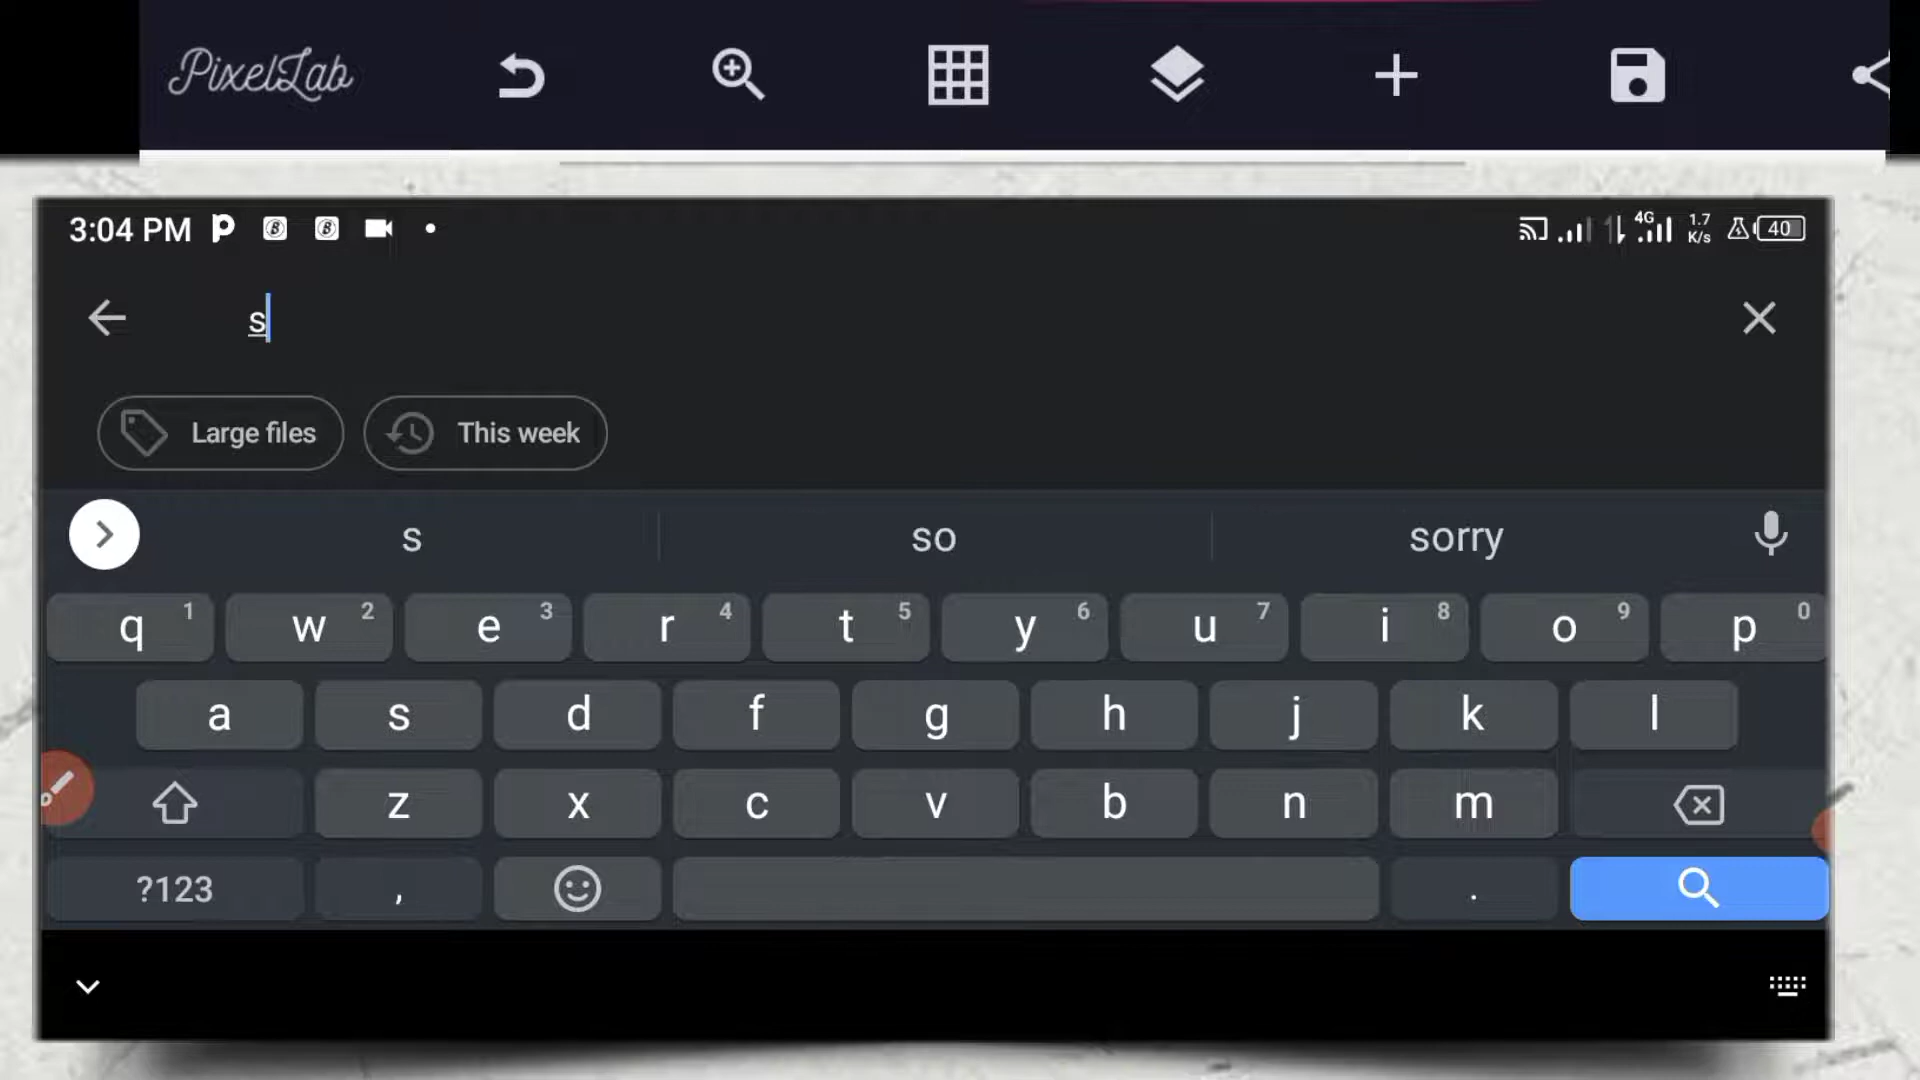 PixelLab
3:04 PM 4G 1.7 K/s 40
s
Large files This week
s so sorry
q 1 w 2 e 3 r 4 t 5 y 6 u 7 i 8 o 9 p 0
a s d f g h j k l
z x c v b n m
?123 , .